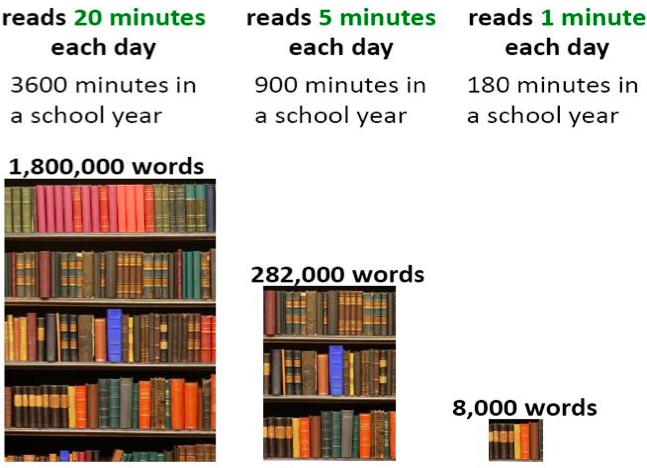 reads 20 minutes
each day
3600 minutes in
a school year
1,800,000 words
reads 5 minutes
each day
900 minutes in
a school year
282,000 words
reads 1 minute
each day
180 minutes in
a school year
8,000 words